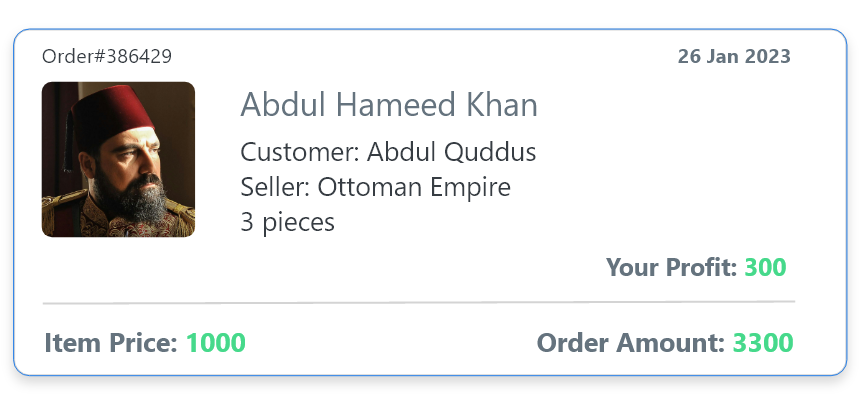 Order#386429
26 Jan 2023
Abdul Hameed Khan
Customer: Abdul Quddus
Seller: Ottoman Empire
3 pieces
Your Profit: 300
Item Price: 1000
Order Amount: 3300